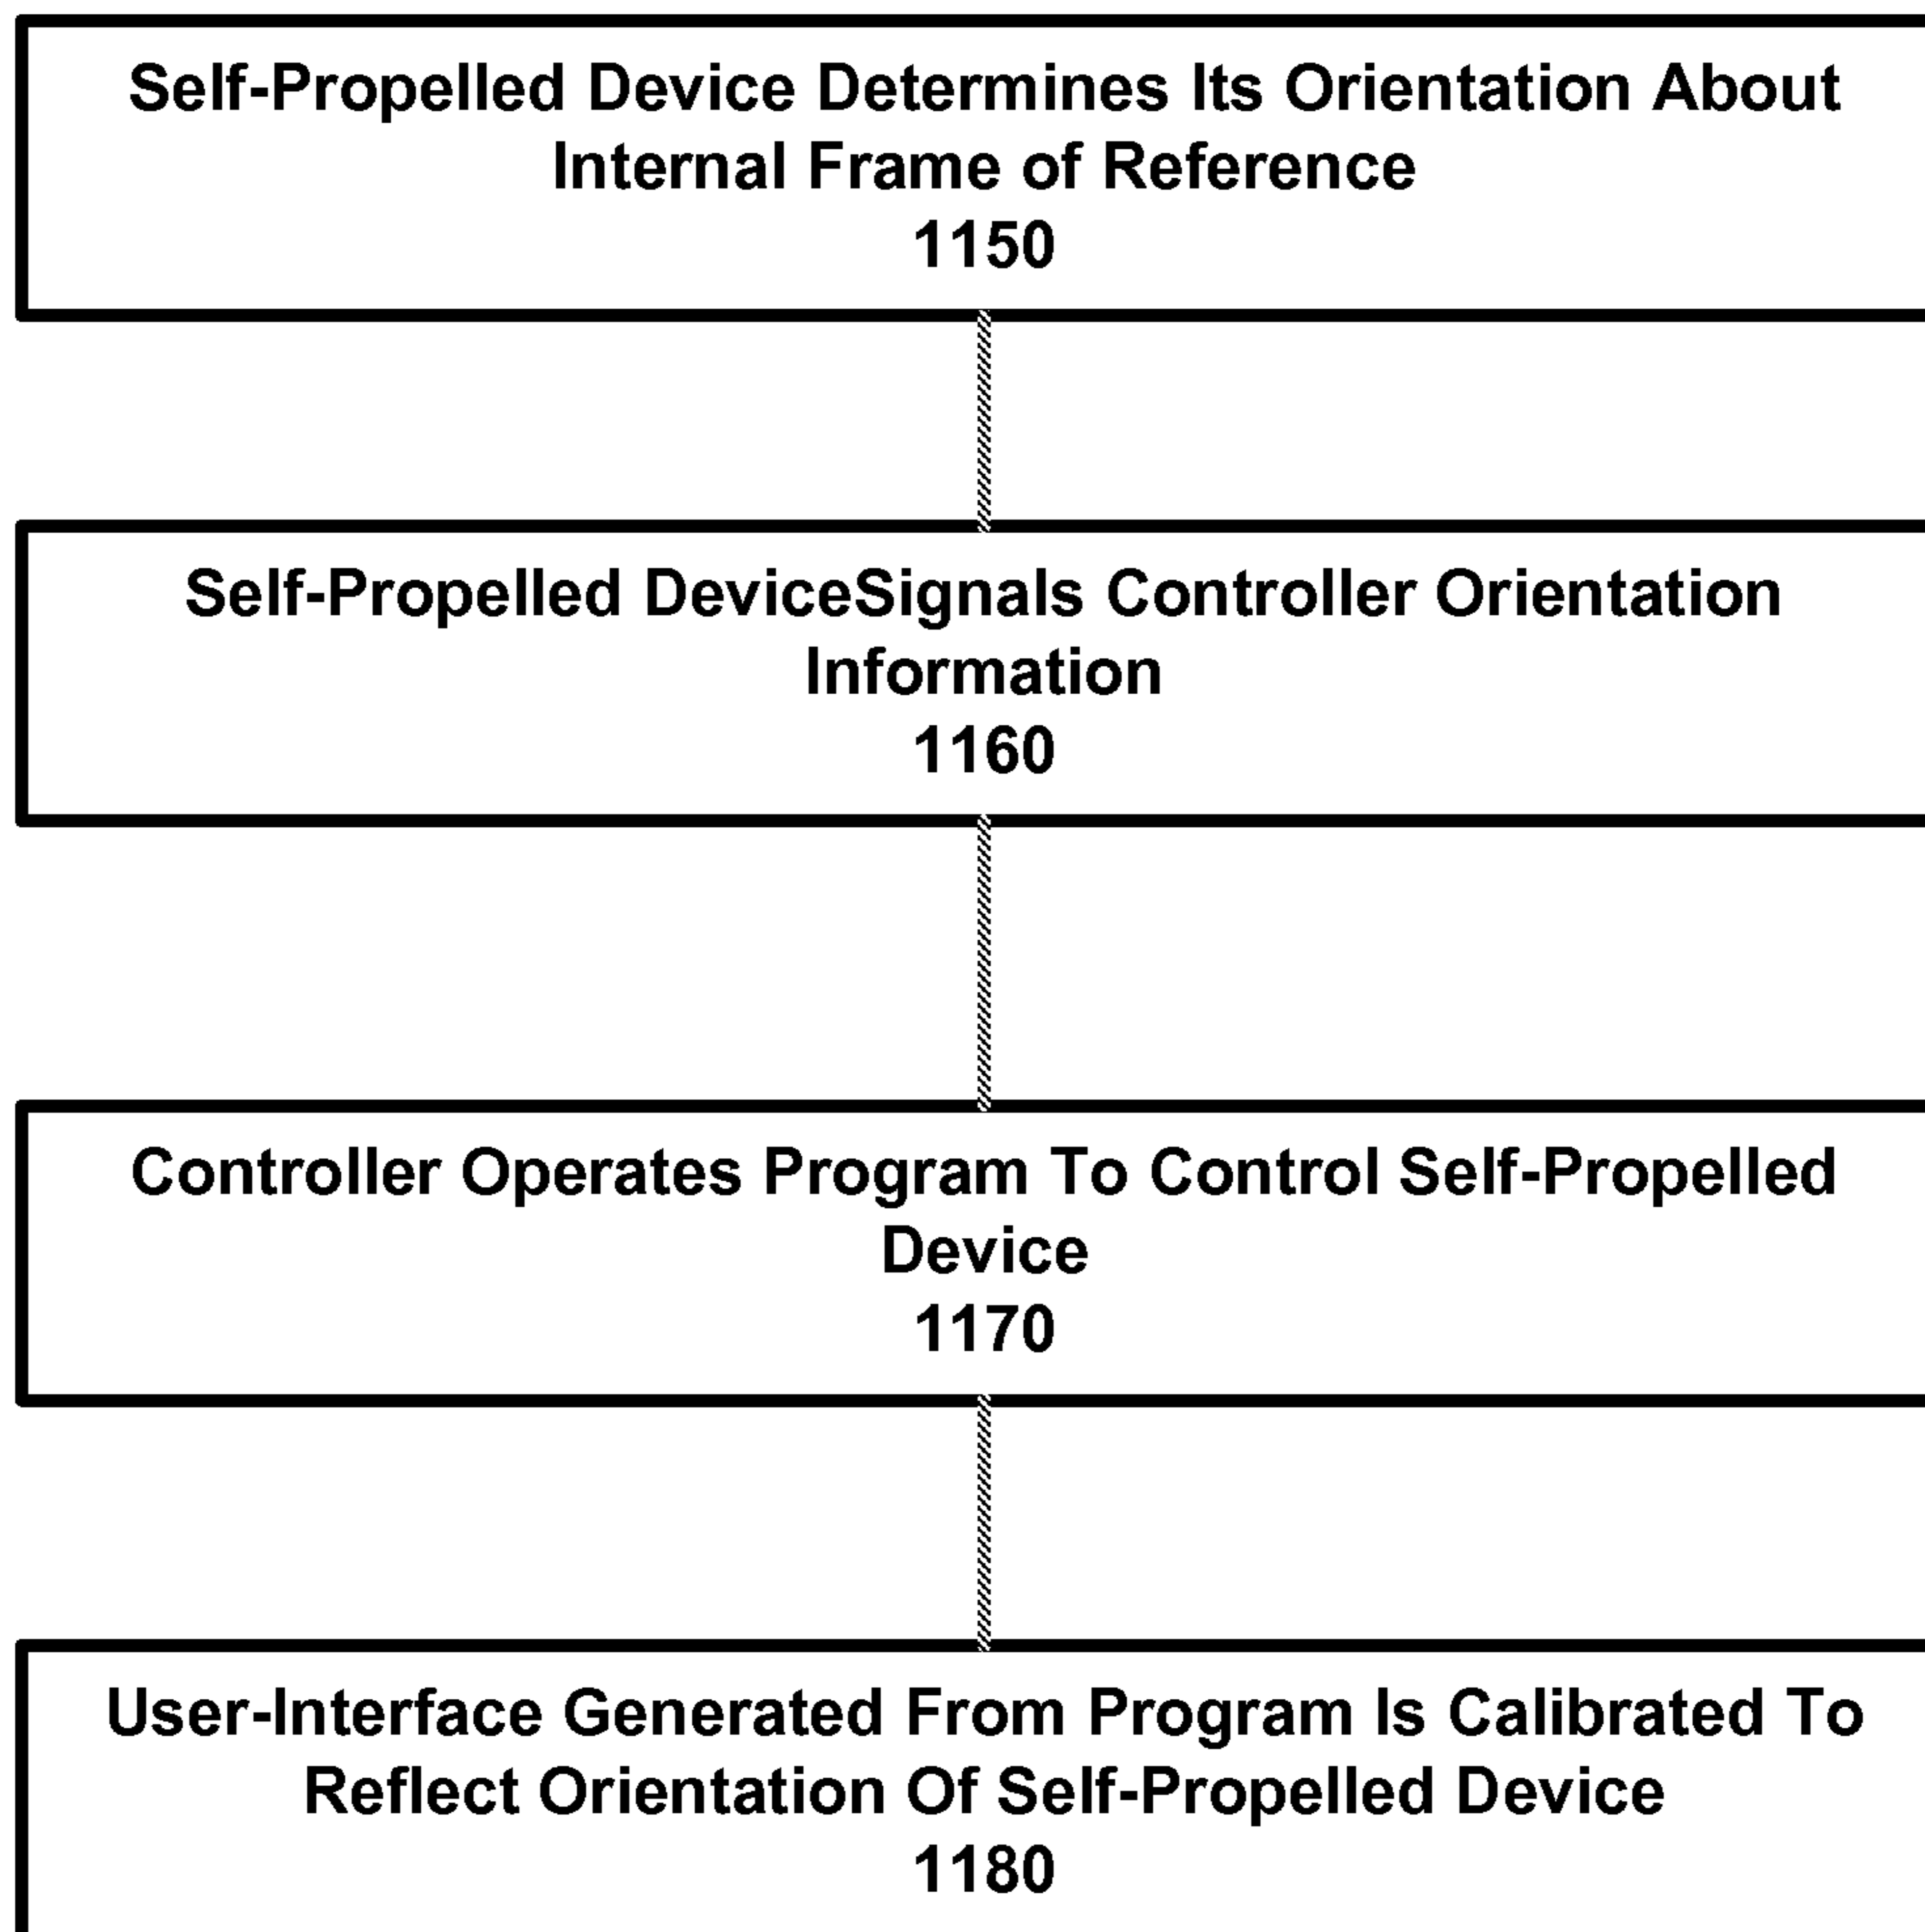 Self-Propelled Device Determines Its Orientation About
Internal Frame of Reference
1150
Self-Propelled DeviceSignals Controller Orientation
Information
1160
Controller Operates Program To Control Self-Propelled
Device
1170
User-Interface Generated From Program Is Calibrated To
Reflect Orientation Of Self-Propelled Device
1180